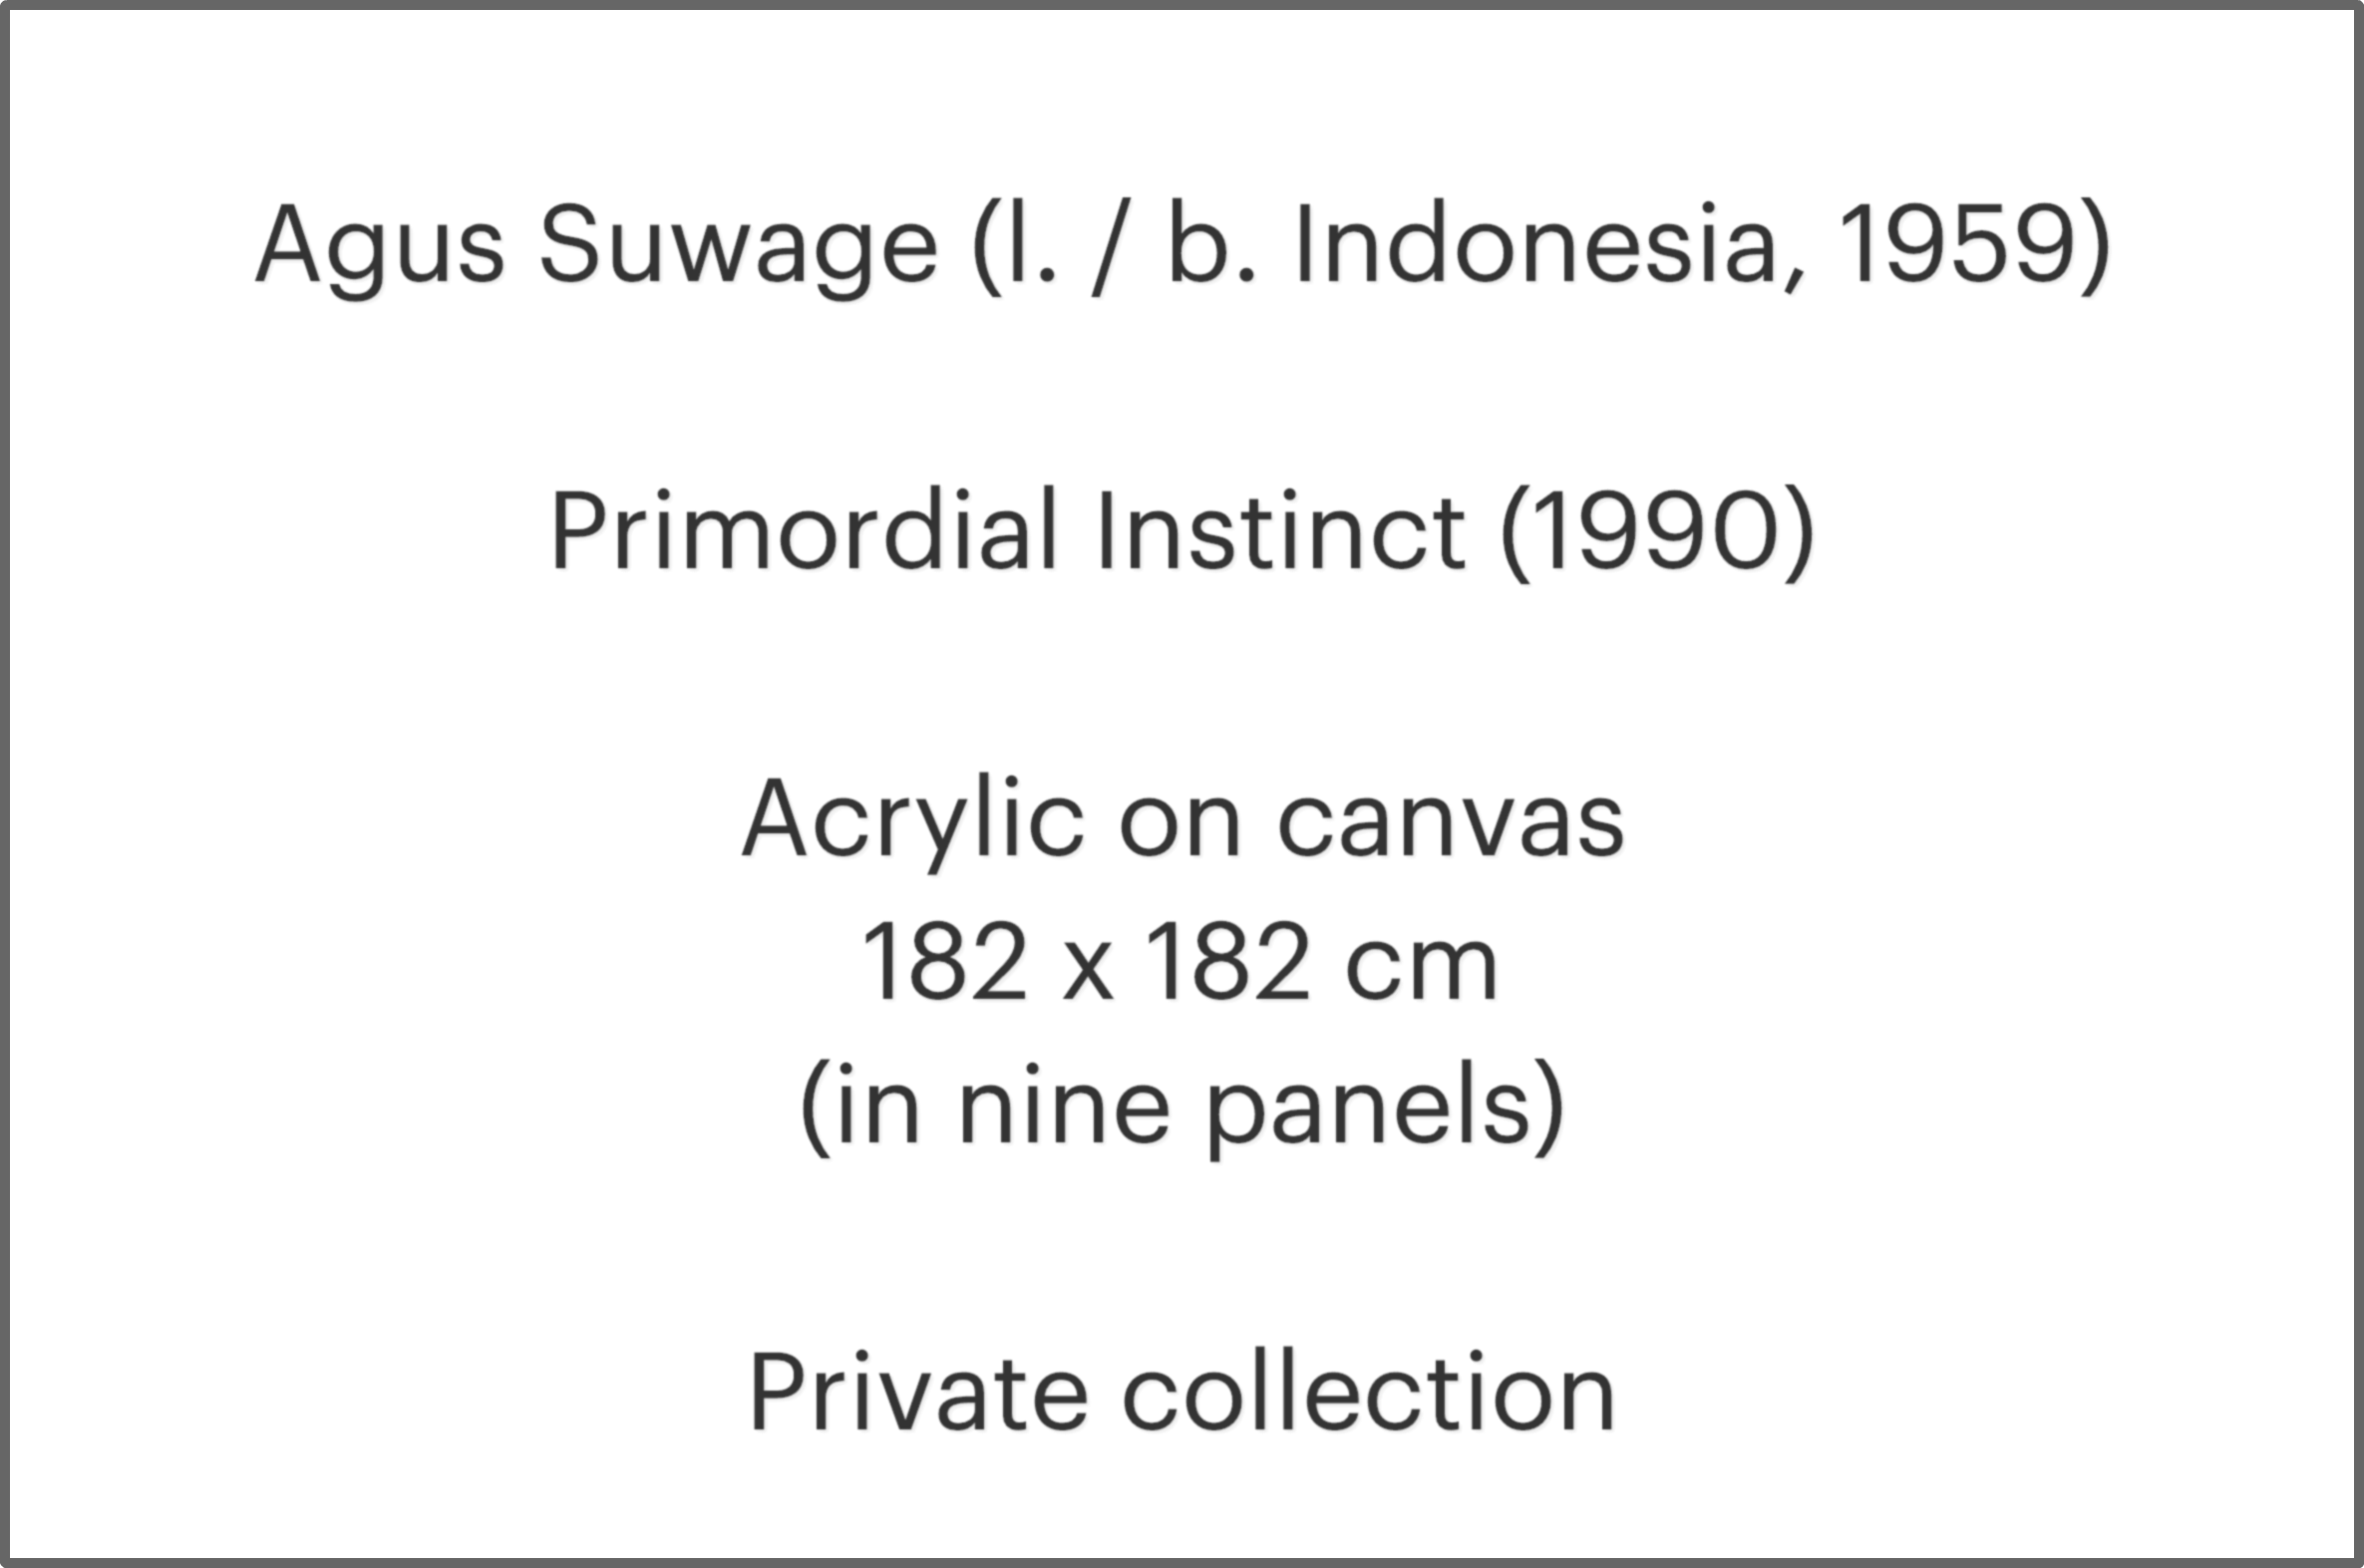 Agus Suwage (l. / b. Indonesia, 1959)
Primordial Instinct (1990)
Acrylic on canvas
182 x 182 cm
(in nine panels)
Private collection